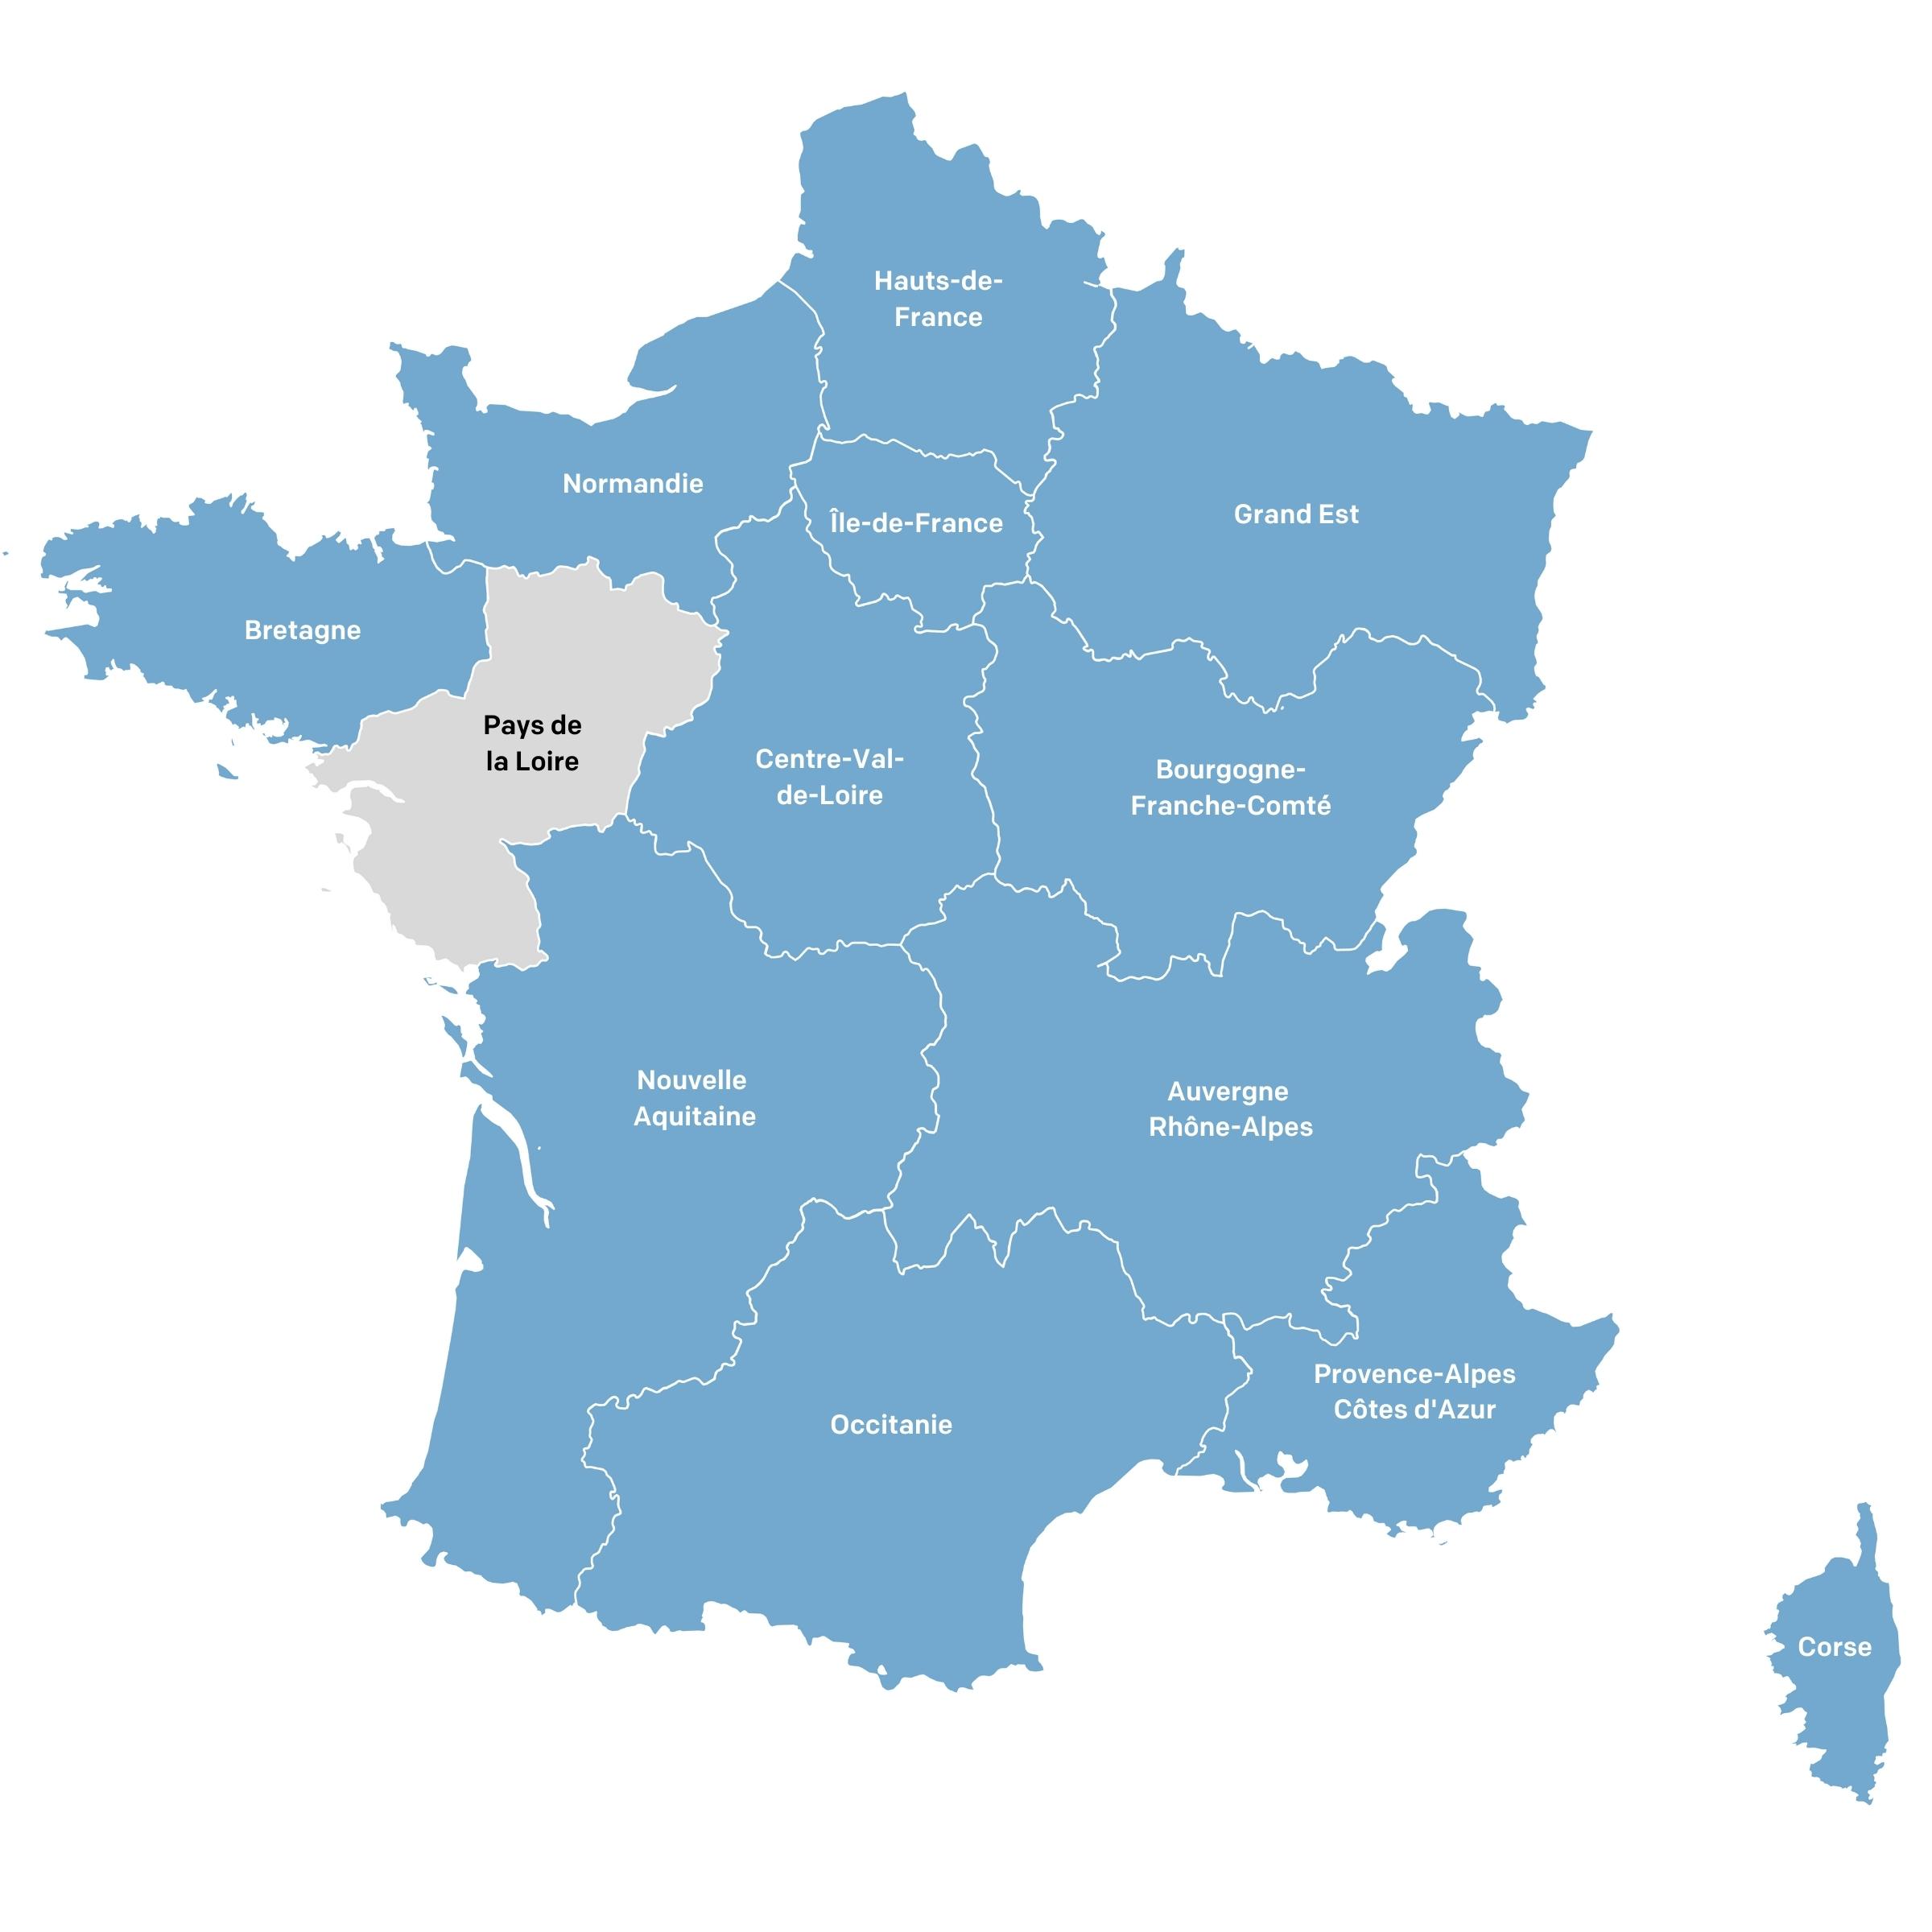 Hauts-de-
France
Normandie
Île-de-France
Grand Est
Bretagne
Pays de
la Loire
Centre-Val-
de-Loire
Bourgogne-
Franche-Comté
Nouvelle
Aquitaine
Auvergne
Rhône-Alpes
Provence-Alpes
Côtes d'Azur
Occitanie
Corse